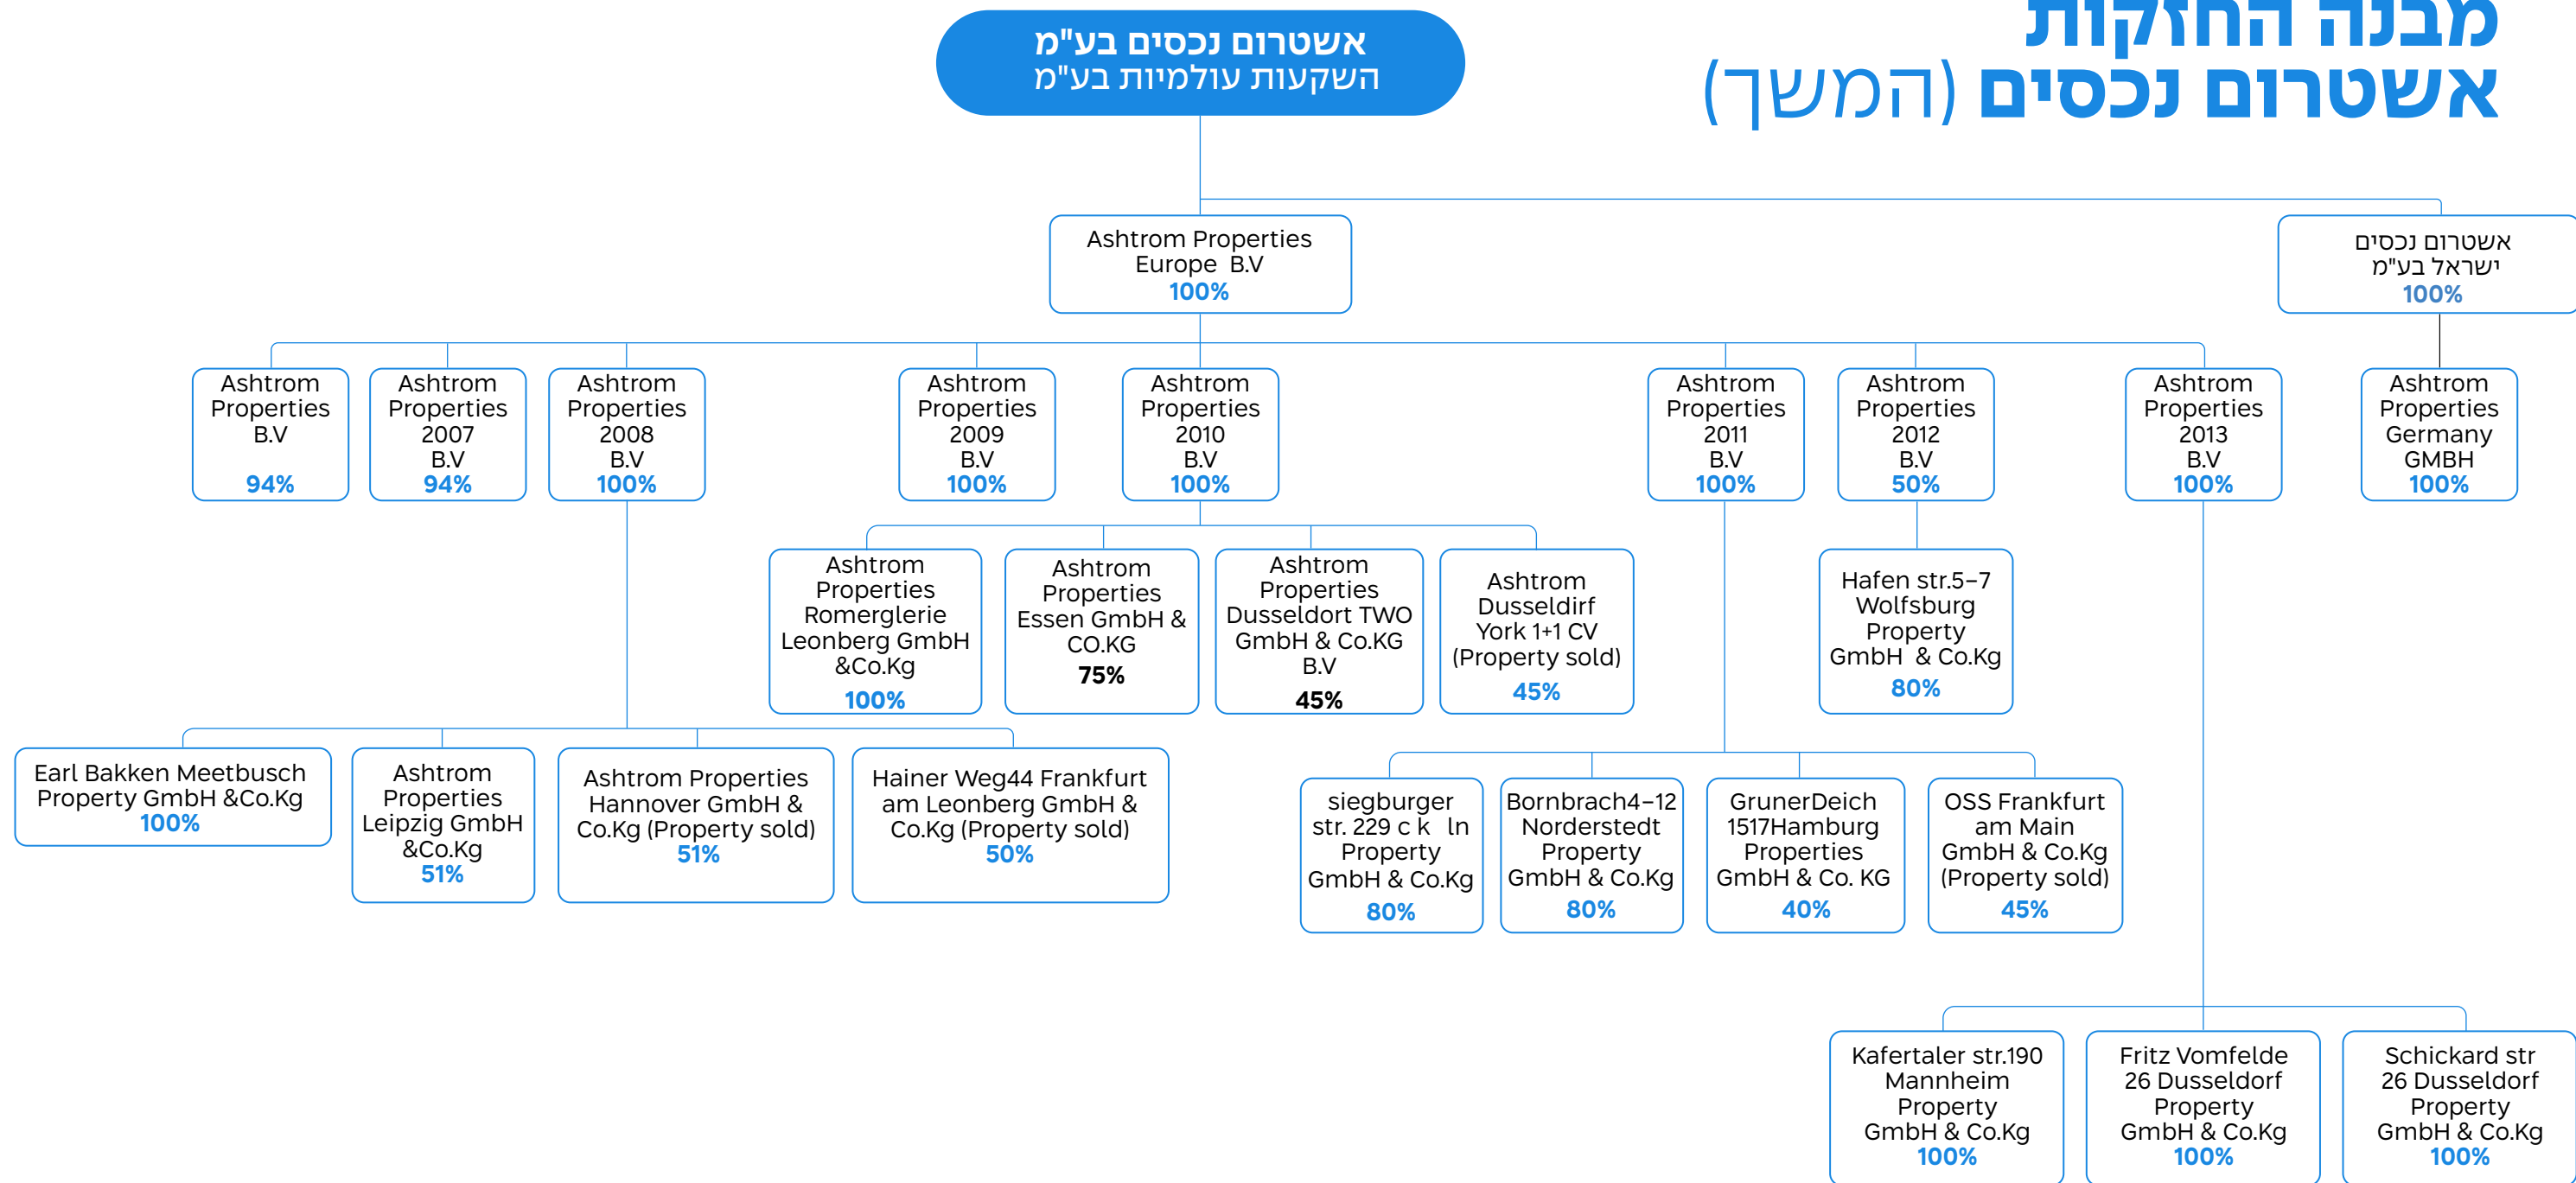 מבנה החזקות
אשטרום נכסים (המשך)
אשטרום נכסים בע"מ
השקעות עולמיות בע"מ
Ashtrom Properties
Europe B.V
100%
אשטרום נכסים
ישראל בע"מ
100%
Ashtrom
Properties
B.V
94%
Ashtrom
Properties
2007
B.V
94%
Ashtrom
Properties
2008
B.V
100%
Ashtrom
Properties
2009
B.V
100%
Ashtrom
Properties
2010
B.V
100%
Ashtrom
Properties
2011
B.V
100%
Ashtrom
Properties
2012
B.V
50%
Ashtrom
Properties
2013
B.V
100%
Ashtrom
Properties
Germany
GMBH
100%
Ashtrom
Properties
Romerglerie
Leonberg GmbH
&Co.Kg
100%
Ashtrom
Properties
Essen GmbH &
CO.KG
75%
Ashtrom
Properties
Dusseldort TWO
GmbH & Co.KG
B.V
45%
Ashtrom
Dusseldirf
York 1+1 CV
(Property sold)
45%
Hafen str.5-7
Wolfsburg
Property
GmbH & Co.Kg
80%
Earl Bakken Meetbusch
Property GmbH &Co.Kg
100%
Ashtrom
Properties
Leipzig GmbH
&Co.Kg
51%
Ashtrom Properties
Hannover GmbH &
Co.Kg (Property sold)
51%
Hainer Weg44 Frankfurt
am Leonberg GmbH &
Co.Kg (Property sold)
50%
siegburger
str. 229 c k ln
Property
GmbH & Co.Kg
80%
Bornbrach4-12
Norderstedt
Property
GmbH & Co.Kg
80%
GrunerDeich
1517Hamburg
Properties
GmbH & Co. KG
40%
OSS Frankfurt
am Main
GmbH & Co.Kg
(Property sold)
45%
Kafertaler str.190
Mannheim
Property
GmbH & Co.Kg
100%
Fritz Vomfelde
26 Dusseldorf
Property
GmbH & Co.Kg
100%
Schickard str
26 Dusseldorf
Property
GmbH & Co.Kg
100%